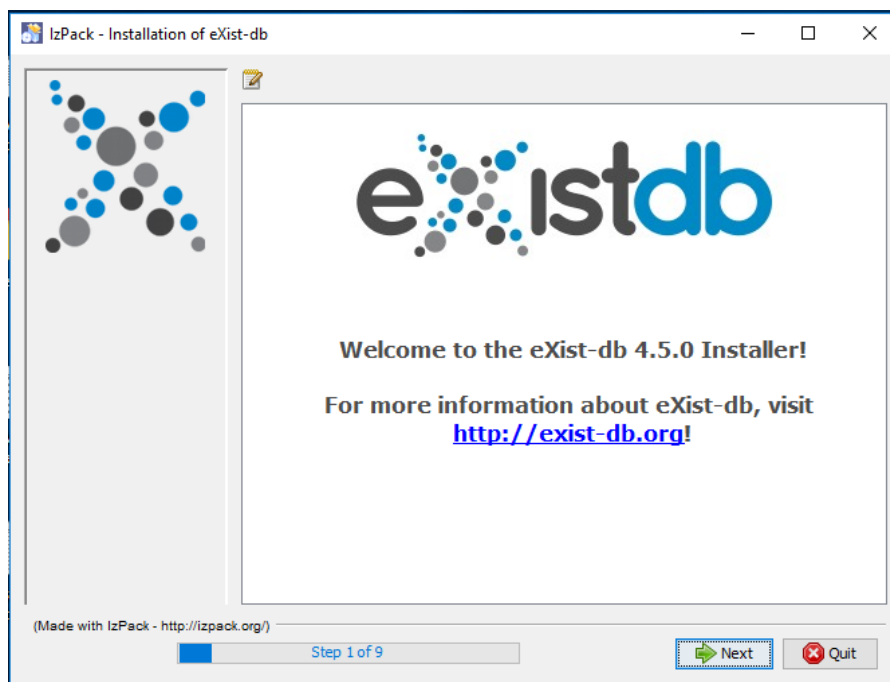 IzPack - Installation of eXist-db
eXistdb
Welcome to the eXist-db 4.5.0 Installer!
For more information about eXist-db, visit
http://exist-db.org!
(Made with IzPack - http://izpack.org/)
Step 1 of 9
Next
Quit